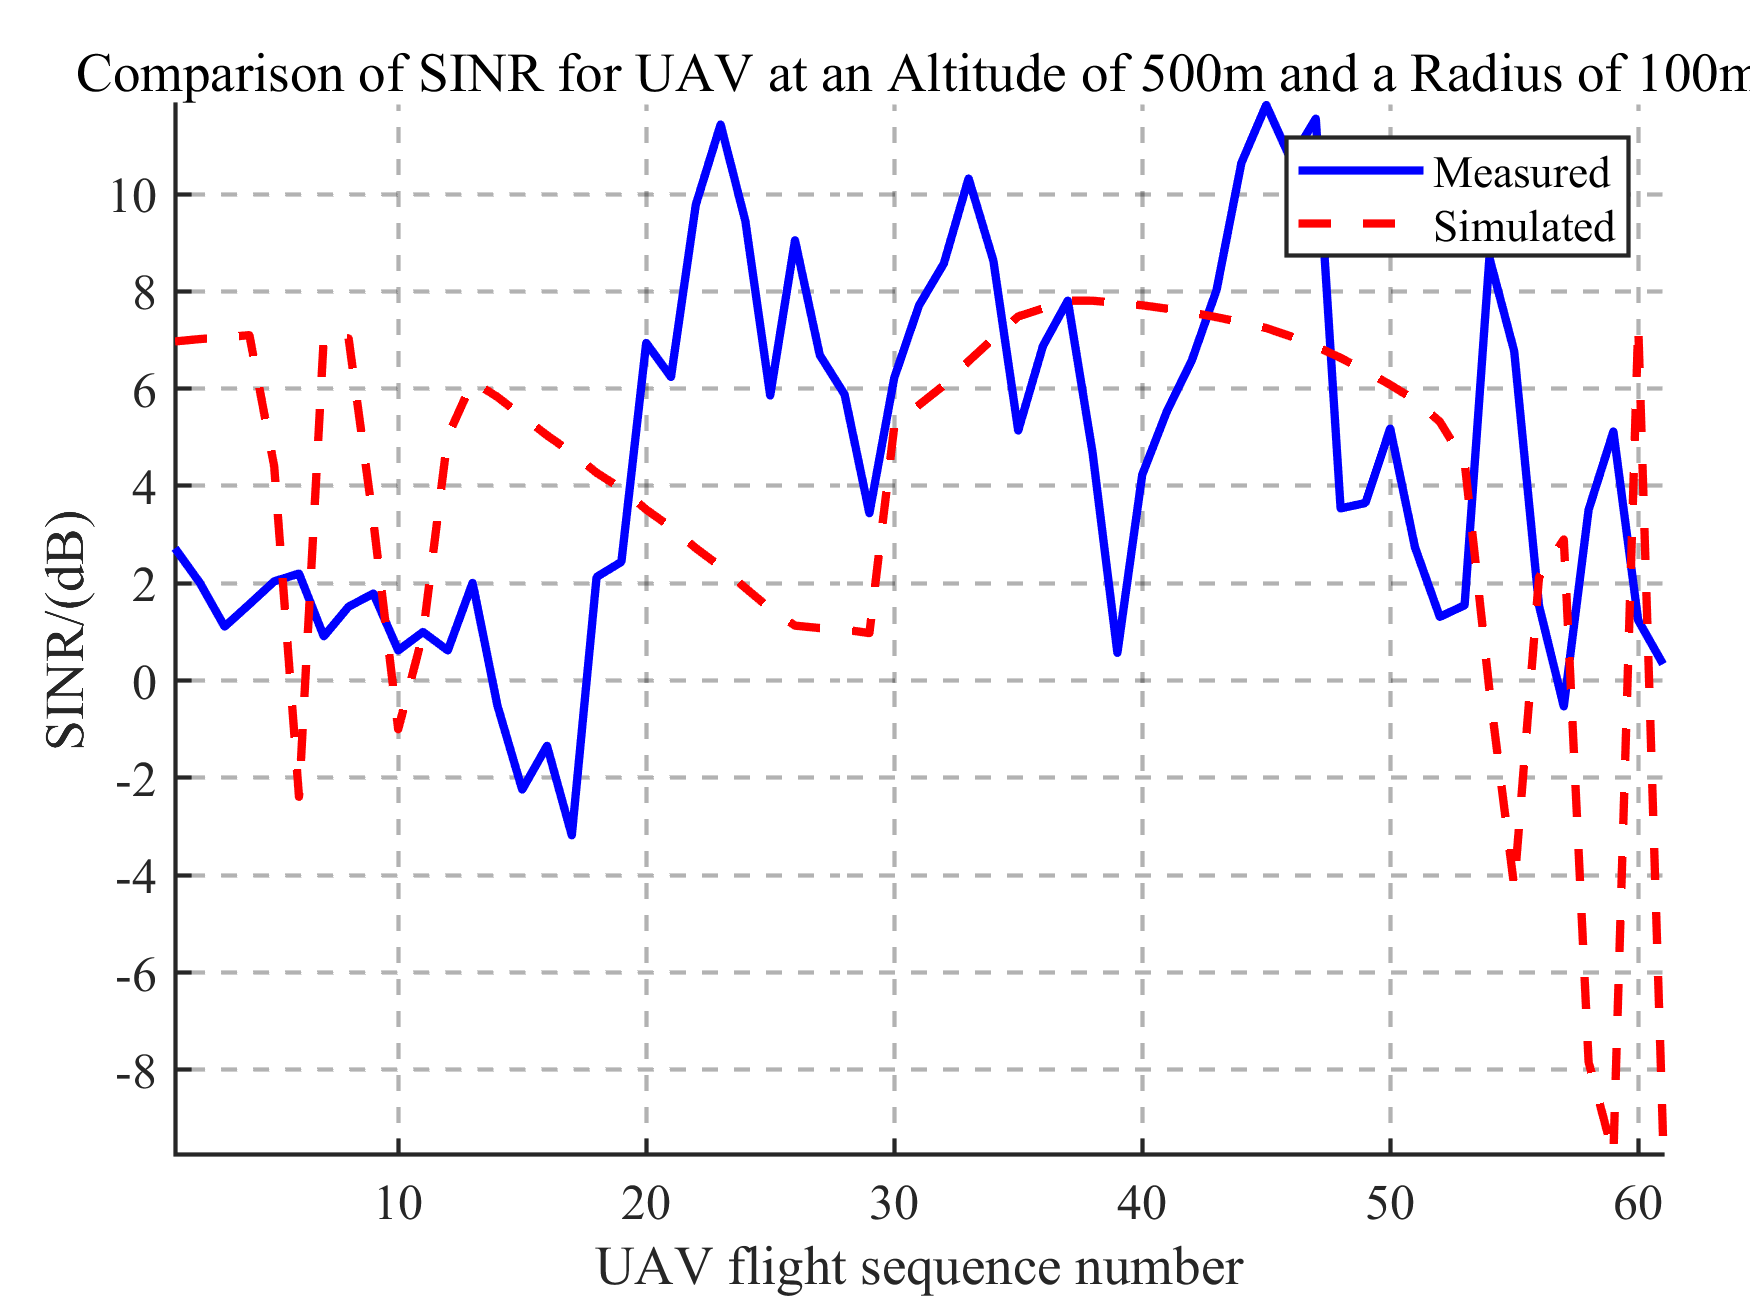 Comparison of SINR for UAV at an Altitude of 500m and a Radius of 100m
Measured
Simulated
10
8
6
4
2
0
-2
-4
-6
-8
SINR/(dB)
10 20 30 40 50 60
UAV flight sequence number